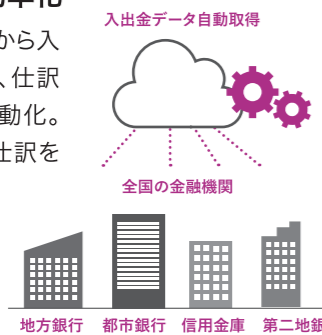 率化
から入
、仕訳
動化。
仕訳を
入出金データ自動取得
全国の金融機関
地方銀行 都市銀行 信用金庫 第二地銀